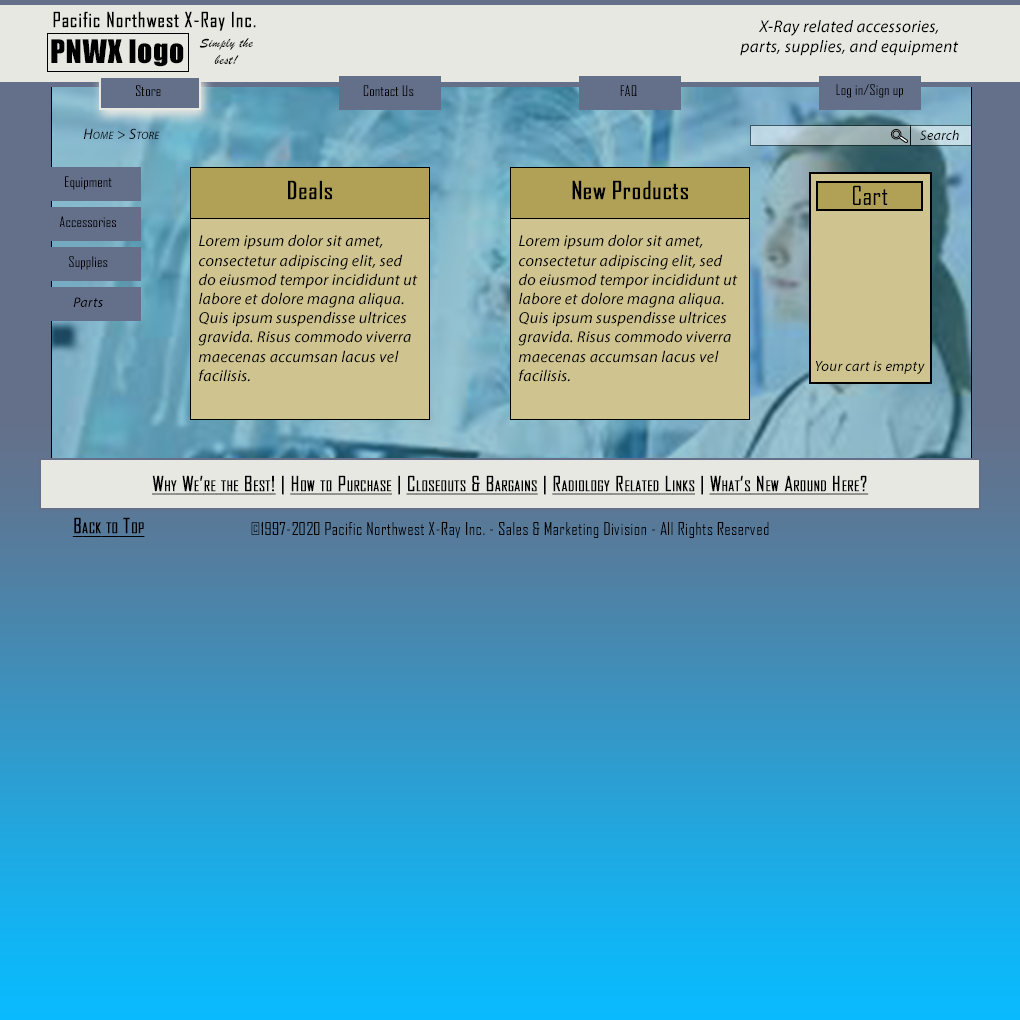 Pacific Northwest X-Ray Inc.
PNWX logo
Simply the
best!
X-Ray related accessories,
parts, supplies, and equipment
Store
Contact Us
FAQ
Log in/Sign up
Home > Store
Search
Equipment
Accessories
Supplies
Parts
Deals
Lorem ipsum dolor sit amet,
consectetur adipiscing elit, sed
do eiusmod tempor incididunt ut
labore et dolore magna aliqua.
Quis ipsum suspendisse ultrices
gravida. Risus commodo viverra
maecenas accumsan lacus vel
facilisis.
New Products
Lorem ipsum dolor sit amet,
consectetur adipiscing elit, sed
do eiusmod tempor incididunt ut
labore et dolore magna aliqua.
Quis ipsum suspendisse ultrices
gravida. Risus commodo viverra
maecenas accumsan lacus vel
facilisis.
Cart
Your cart is empty
Why We're the Best! | How to Purchase | Closeouts & Bargains | Radiology Related Links | What's New Around Here?
Back to Top
©1997-2020 Pacific Northwest X-Ray Inc. - Sales & Marketing Division - All Rights Reserved